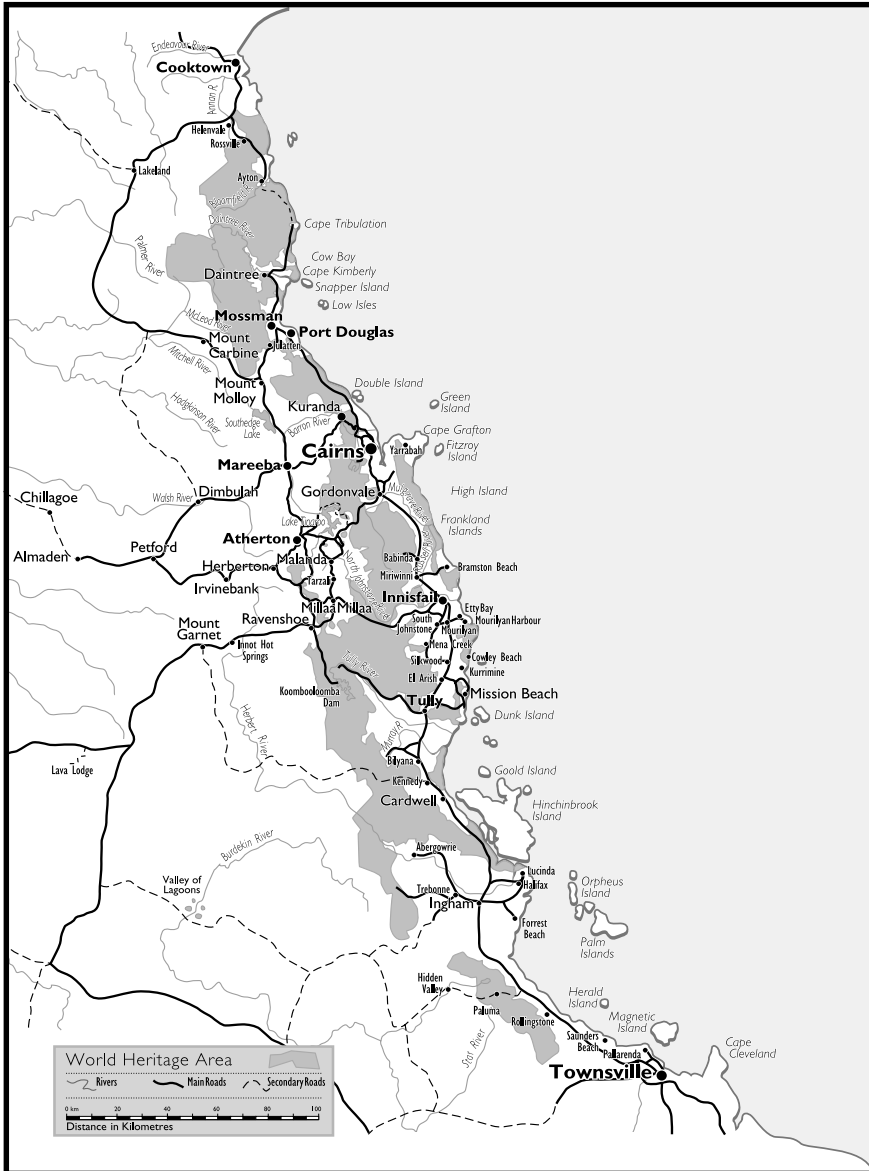 Endeavour River
Cooktown
Annan R
Helenvale
Rossville
Lakeland
Ayton
Bloomfield R
Daintree River
Cape Tribulation
Palmer River
Cow Bay
Daintree
Cape Kimberly
Snapper Island
Low Isles
Mossman
McLeod River
Port Douglas
Mount
Carbine
Julatten
Mitchell River
Mount
Molloy
Double Island
Hodgkinson River
Kuranda
Green
Island
Southedge
Lake
Barron River
Cape Grafton
Cairns
Yarrabah
Fitzroy
Island
Mareeba
Chillagoe
Walsh River
Dimbulah
Gordonvale
Mulgrave River
High Island
Lake Tinaroo
Frankland
Islands
Atherton
Russell River
Almaden
Petford
Herberton
Malanda
North Johnstone River
Babinda
Bramston Beach
Miriwinni
Irvinebank
Tarzali
Innisfail
Millaa Millaa
Etty Bay
Mount
Garnet
Ravenshoe
South
Johnstone
Mourilyan Harbour
Mourilyan
Innot Hot
Springs
Mena Creek
Tully River
Silkwood
Cowley Beach
Kurrimine
El Arish
Koombooloomba
Dam
Mission Beach
Tully
Herbert River
Dunk Island
Murray R
Lava Lodge
Bilyana
Goold Island
Kennedy
Cardwell
Hinchinbrook
Island
Burdekin River
Abergowrie
Valley of
Lagoons
Lucinda
Halifax
Orpheus
Island
Trebonne
Ingham
Forrest
Beach
Palm
Islands
Hidden
Valley
Herald
Island
Paluma
Rollingstone
Magnetic
Island
Star River
Saunders
Beach
Pallarenda
Cape
Cleveland
Townsville
World Heritage Area
Rivers Main Roads Secondary Roads
0 km 20 40 60 80 100
Distance in Kilometres